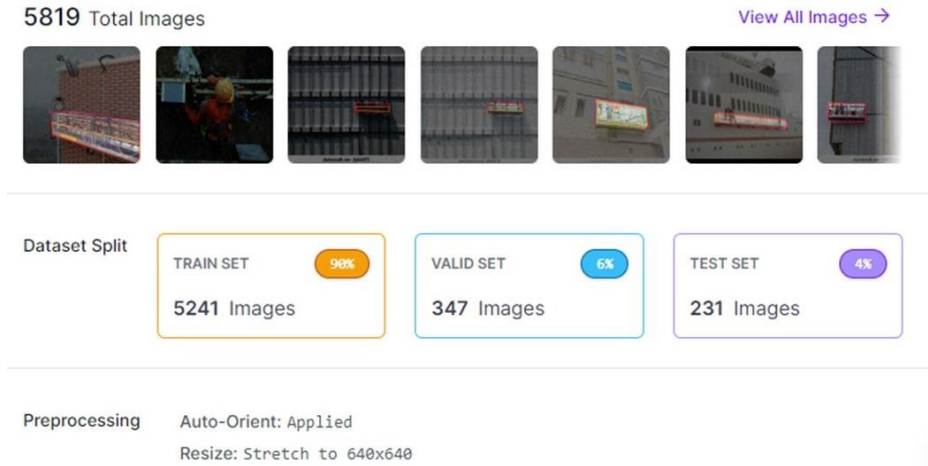 5819 Total Images
View All Images →
Dataset Split
TRAIN SET 90%
5241 Images
VALID SET 6%
347 Images
TEST SET 4%
231 Images
Preprocessing
Auto-Orient: Applied
Resize: Stretch to 640x640